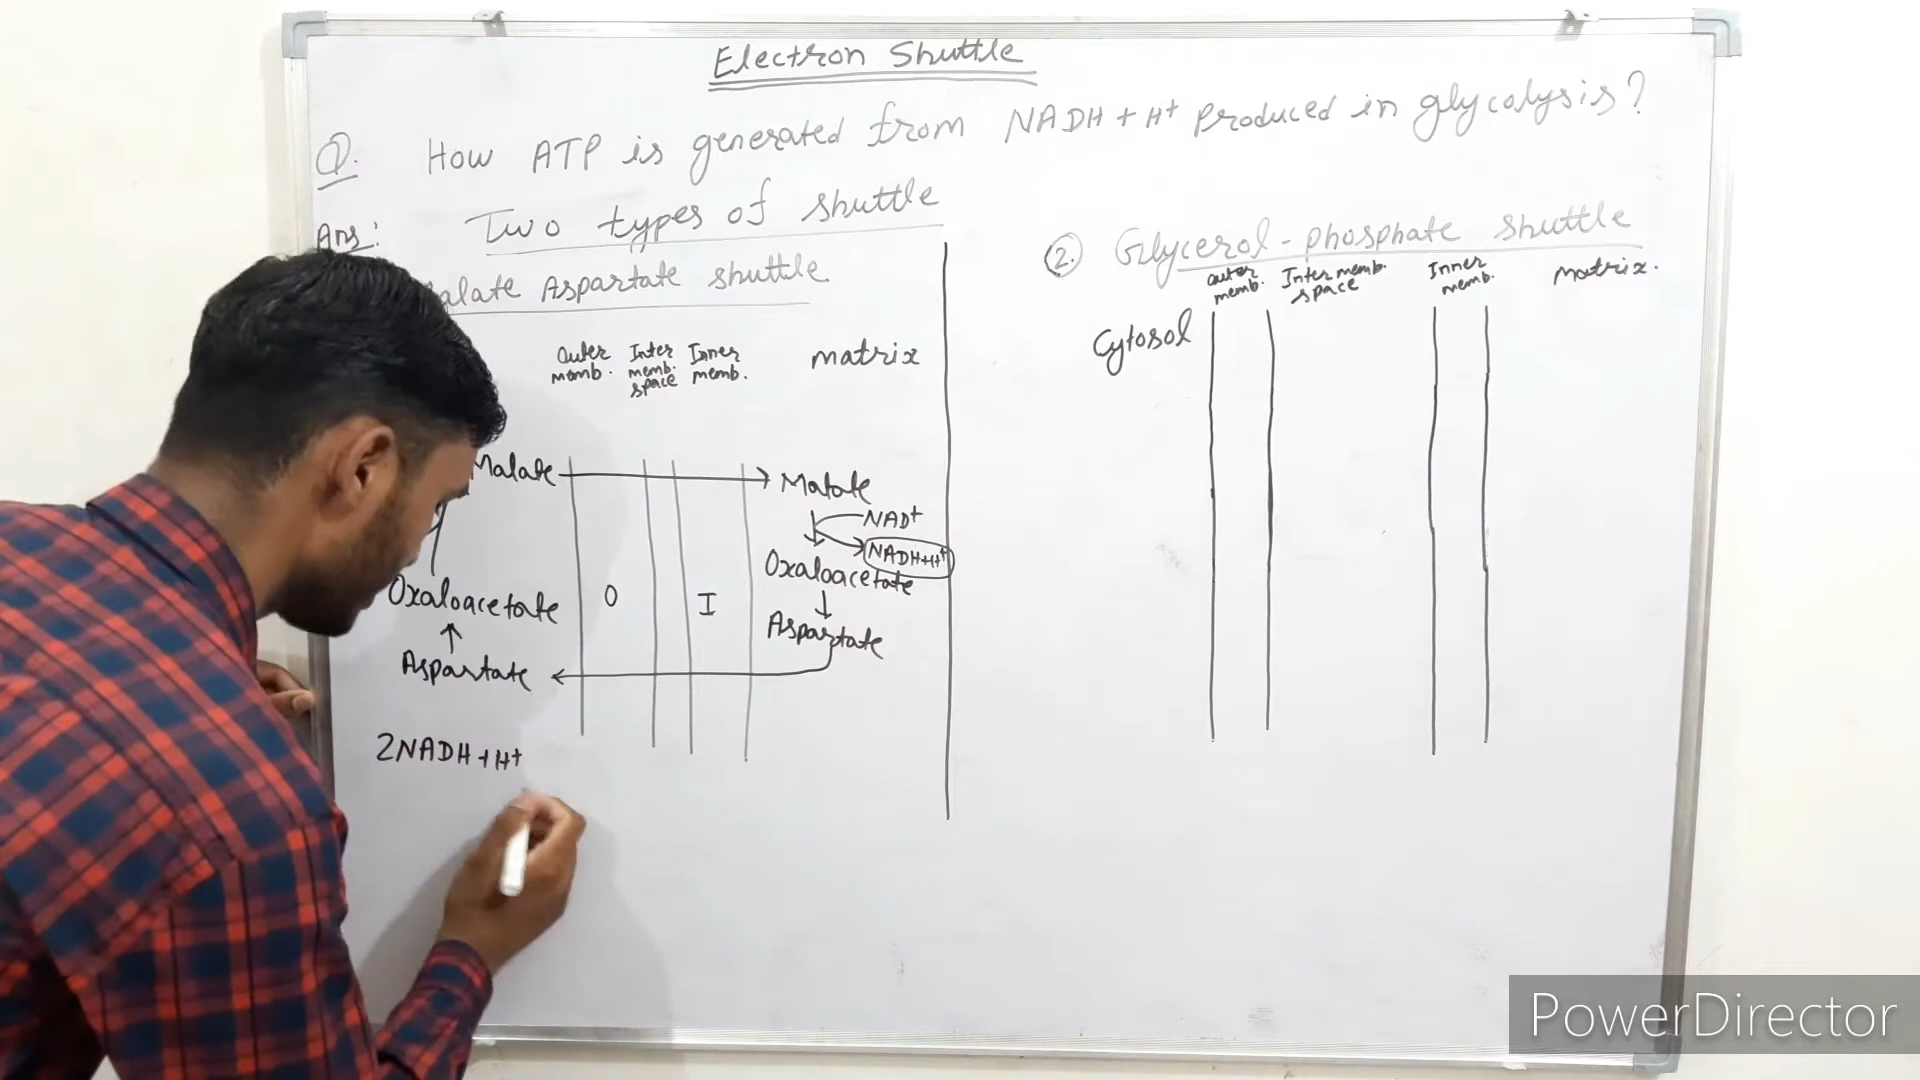 Electron Shuttle
Q. How ATP is generated from NADH + H+ produced in glycolysis?
Ans: Two types of shuttle
Aspartate shuttle
Outer memb.
Inter memb. space
Inner memb.
matrix
Malate
Malate
NAD+
NADH+H+
Oxaloacetate
Aspartate
Oxaloacetate
Aspartate
O
I
2NADH+H+
2. Glycerol-phosphate shuttle
Cytosol
outer memb.
Inter memb. space
Inner memb.
Matrix.
PowerDirector